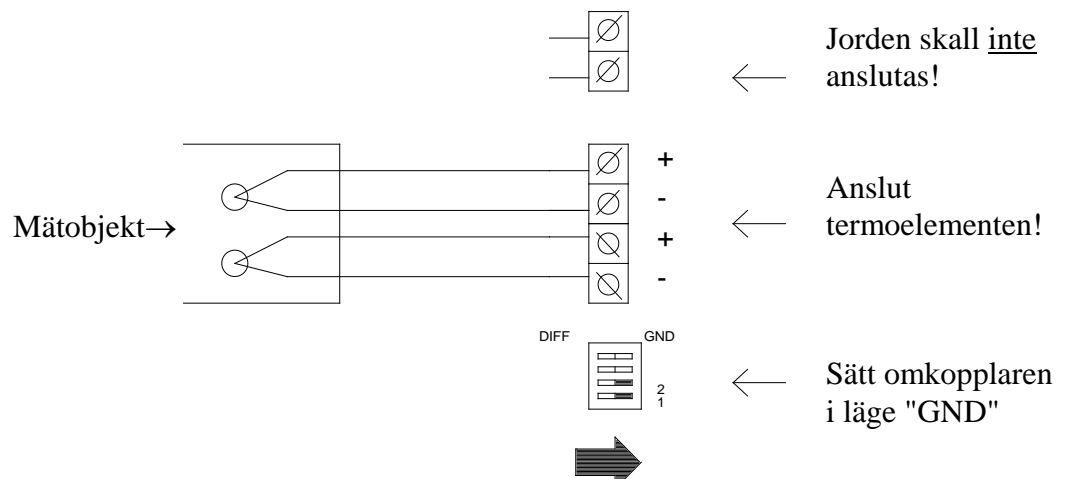 Jorden skall inte
anslutas!
+
-
+
-
Anslut
termoelementen!
Mätobjekt→
DIFF
GND
2
1
Sätt omkopplaren
i läge "GND"